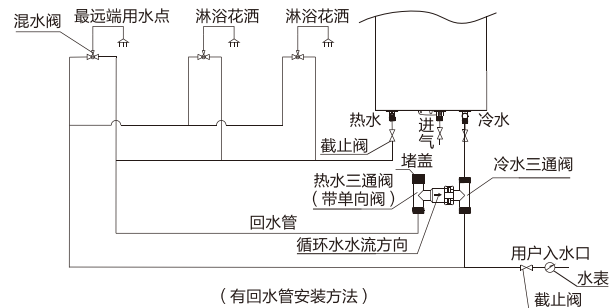 最远端用水点
淋浴花洒
淋浴花洒
混水阀
热水
进气
冷水
截止阀
堵盖
冷水三通阀
热水三通阀
（带单向阀）
回水管
循环水水流方向
用户入水口
水表
截止阀
（有回水管安装方法）